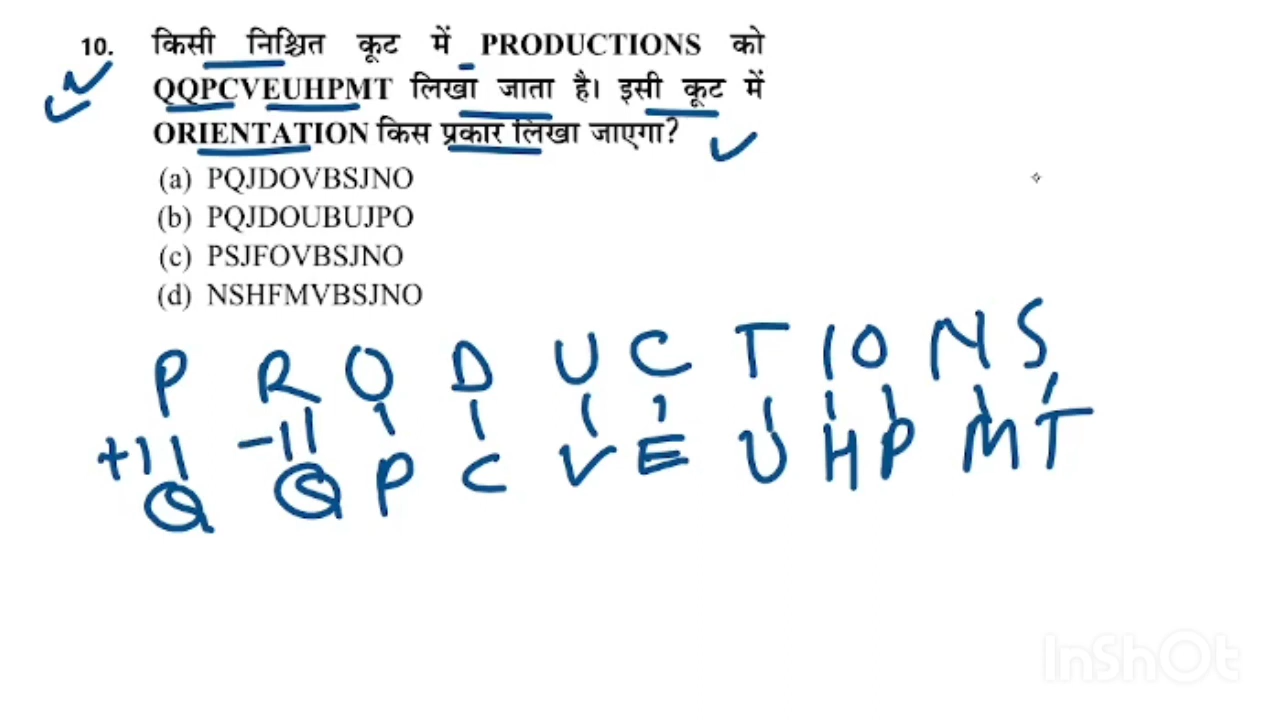 10. किसी निश्चित कूट में PRODUCTIONS को
QQPCVEUHPMT लिखा जाता है। इसी कूट में
ORIENTATION किस प्रकार लिखा जाएगा?
(a) PQJDOVBSJNO
(b) PQJDOUBUJPO
(c) PSJFOVBSJNO
(d) NSHFMVBSJNO
P R O D U C T I O N S
+1 -1
Q Q P C V E U H P M T
InShOt